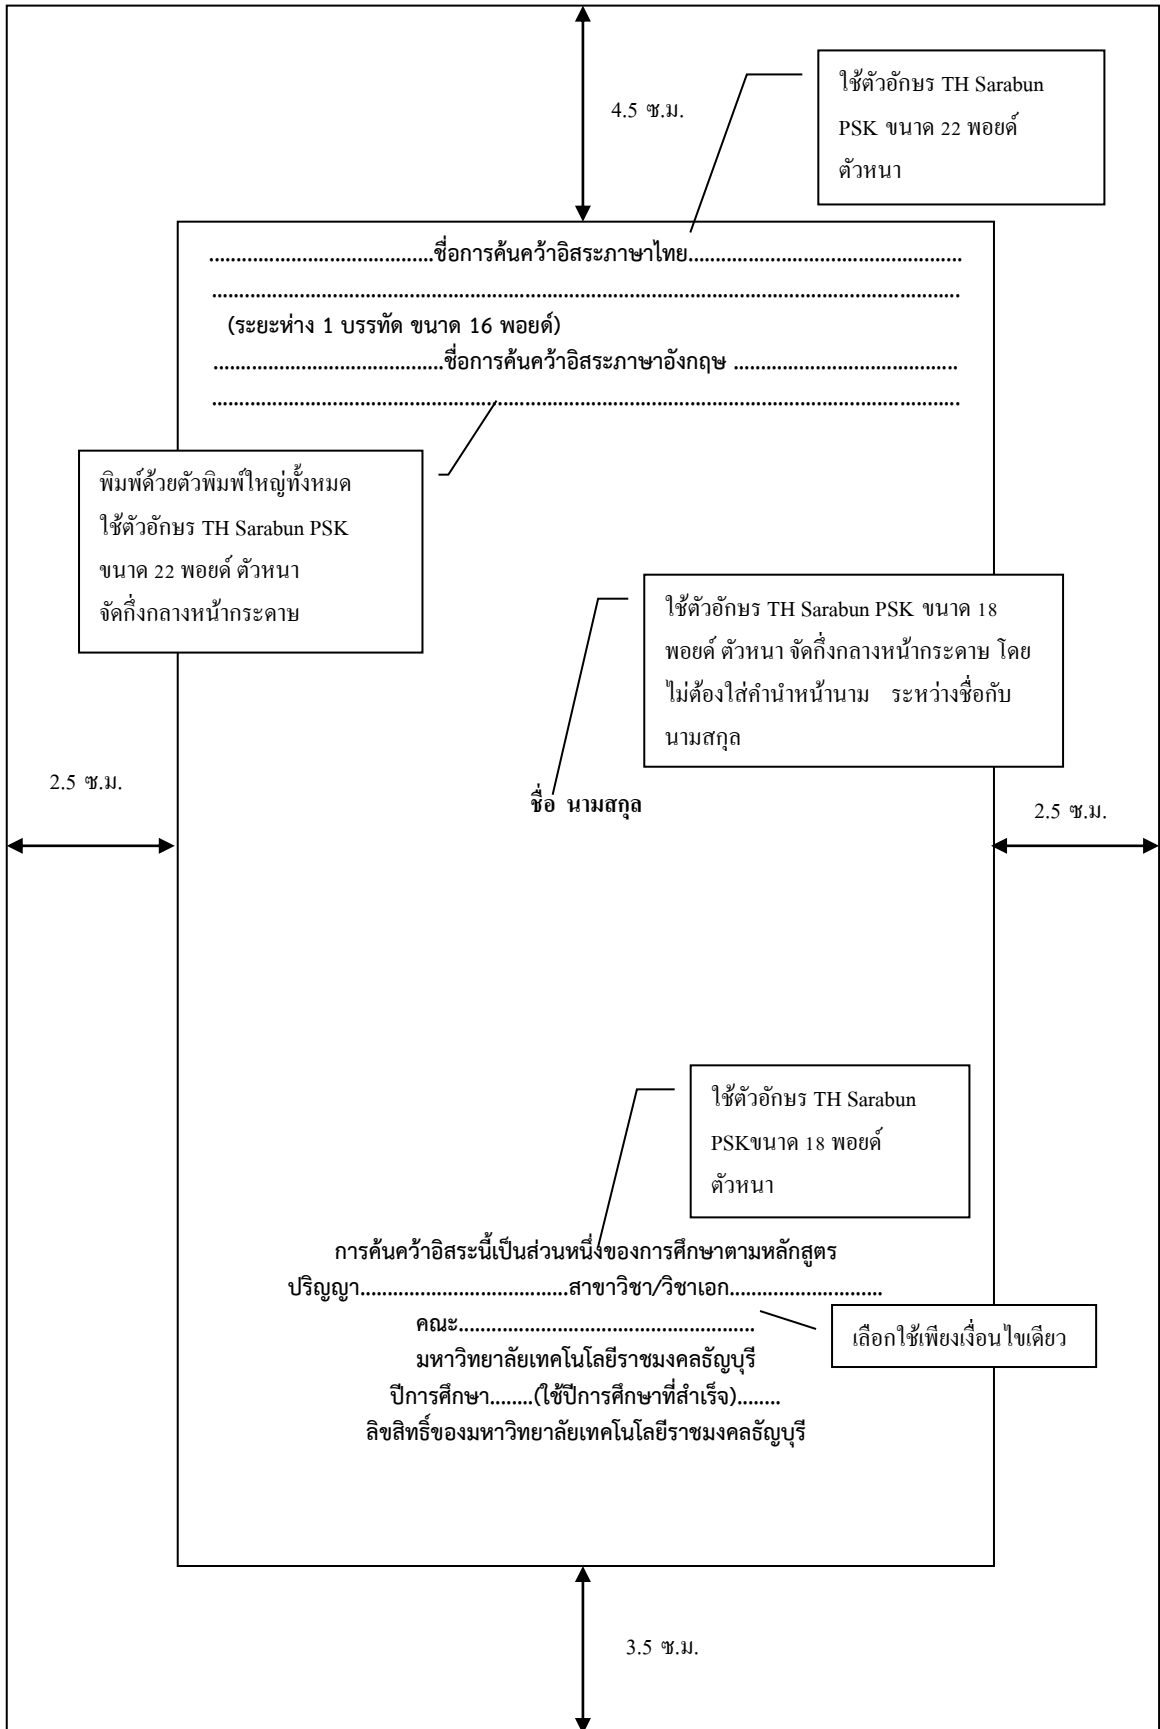 4.5 ซ.ม.
ใช้ตัวอักษร TH Sarabun
PSK ขนาด 22 พอยด์
ตัวหนา
.........................................ชื่อการค้นคว้าอิสระภาษาไทย..................................................
.........................................................................................................................................
(ระยะห่าง 1 บรรทัด ขนาด 16 พอยด์)
..........................................ชื่อการค้นคว้าอิสระภาษาอังกฤษ .........................................
.........................................................................................................................................
พิมพ์ด้วยตัวพิมพ์ใหญ่ทั้งหมด
ใช้ตัวอักษร TH Sarabun PSK
ขนาด 22 พอยด์ ตัวหนา
จัดกึ่งกลางหน้ากระดาษ
ใช้ตัวอักษร TH Sarabun PSK ขนาด 18
พอยด์ ตัวหนา จัดกึ่งกลางหน้ากระดาษ โดย
ไม่ต้องใส่คำนำหน้านาม ระหว่างชื่อกับ
นามสกุล
2.5 ซ.ม.
ชื่อ นามสกุล
2.5 ซ.ม.
ใช้ตัวอักษร TH Sarabun
PSKขนาด 18 พอยด์
ตัวหนา
การค้นคว้าอิสระนี้เป็นส่วนหนึ่งของการศึกษาตามหลักสูตร
ปริญญา......................................สาขาวิชา/วิชาเอก............................
คณะ......................................................
เลือกใช้เพียงเงื่อนไขเดียว
มหาวิทยาลัยเทคโนโลยีราชมงคลธัญบุรี
ปีการศึกษา........(ใช้ปีการศึกษาที่สำเร็จ)........
ลิขสิทธิ์ของมหาวิทยาลัยเทคโนโลยีราชมงคลธัญบุรี
3.5 ซ.ม.